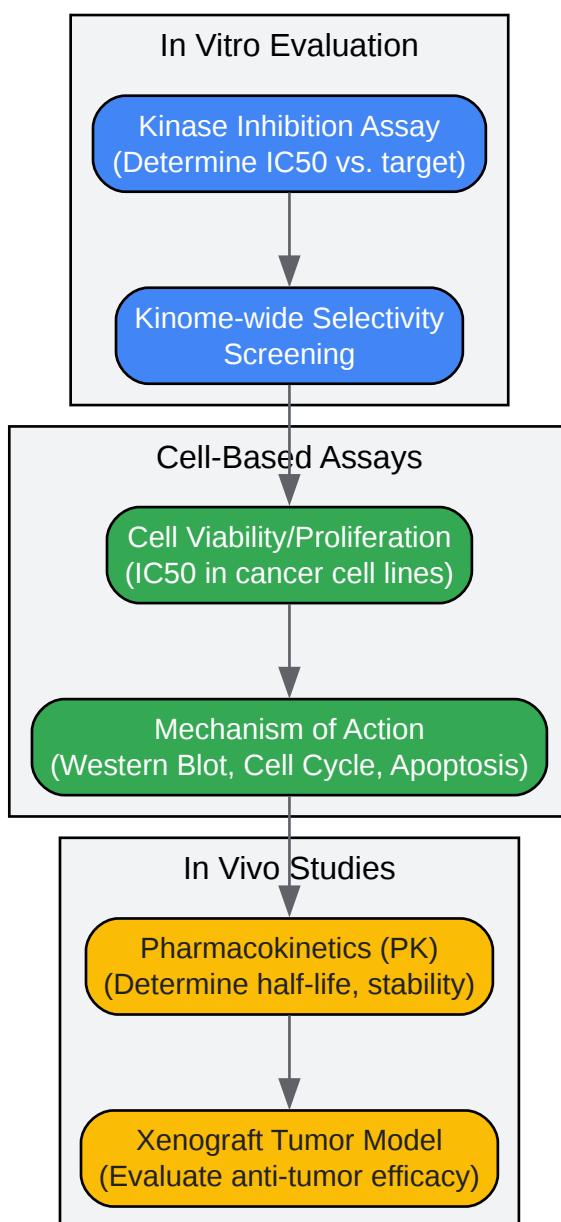 In Vitro Evaluation
Kinase Inhibition Assay
(Determine IC50 vs. target)
Kinome-wide Selectivity
Screening
Cell-Based Assays
Cell Viability/Proliferation
(IC50 in cancer cell lines)
Mechanism of Action
(Western Blot, Cell Cycle, Apoptosis)
In Vivo Studies
Pharmacokinetics (PK)
(Determine half-life, stability)
Xenograft Tumor Model
(Evaluate anti-tumor efficacy)